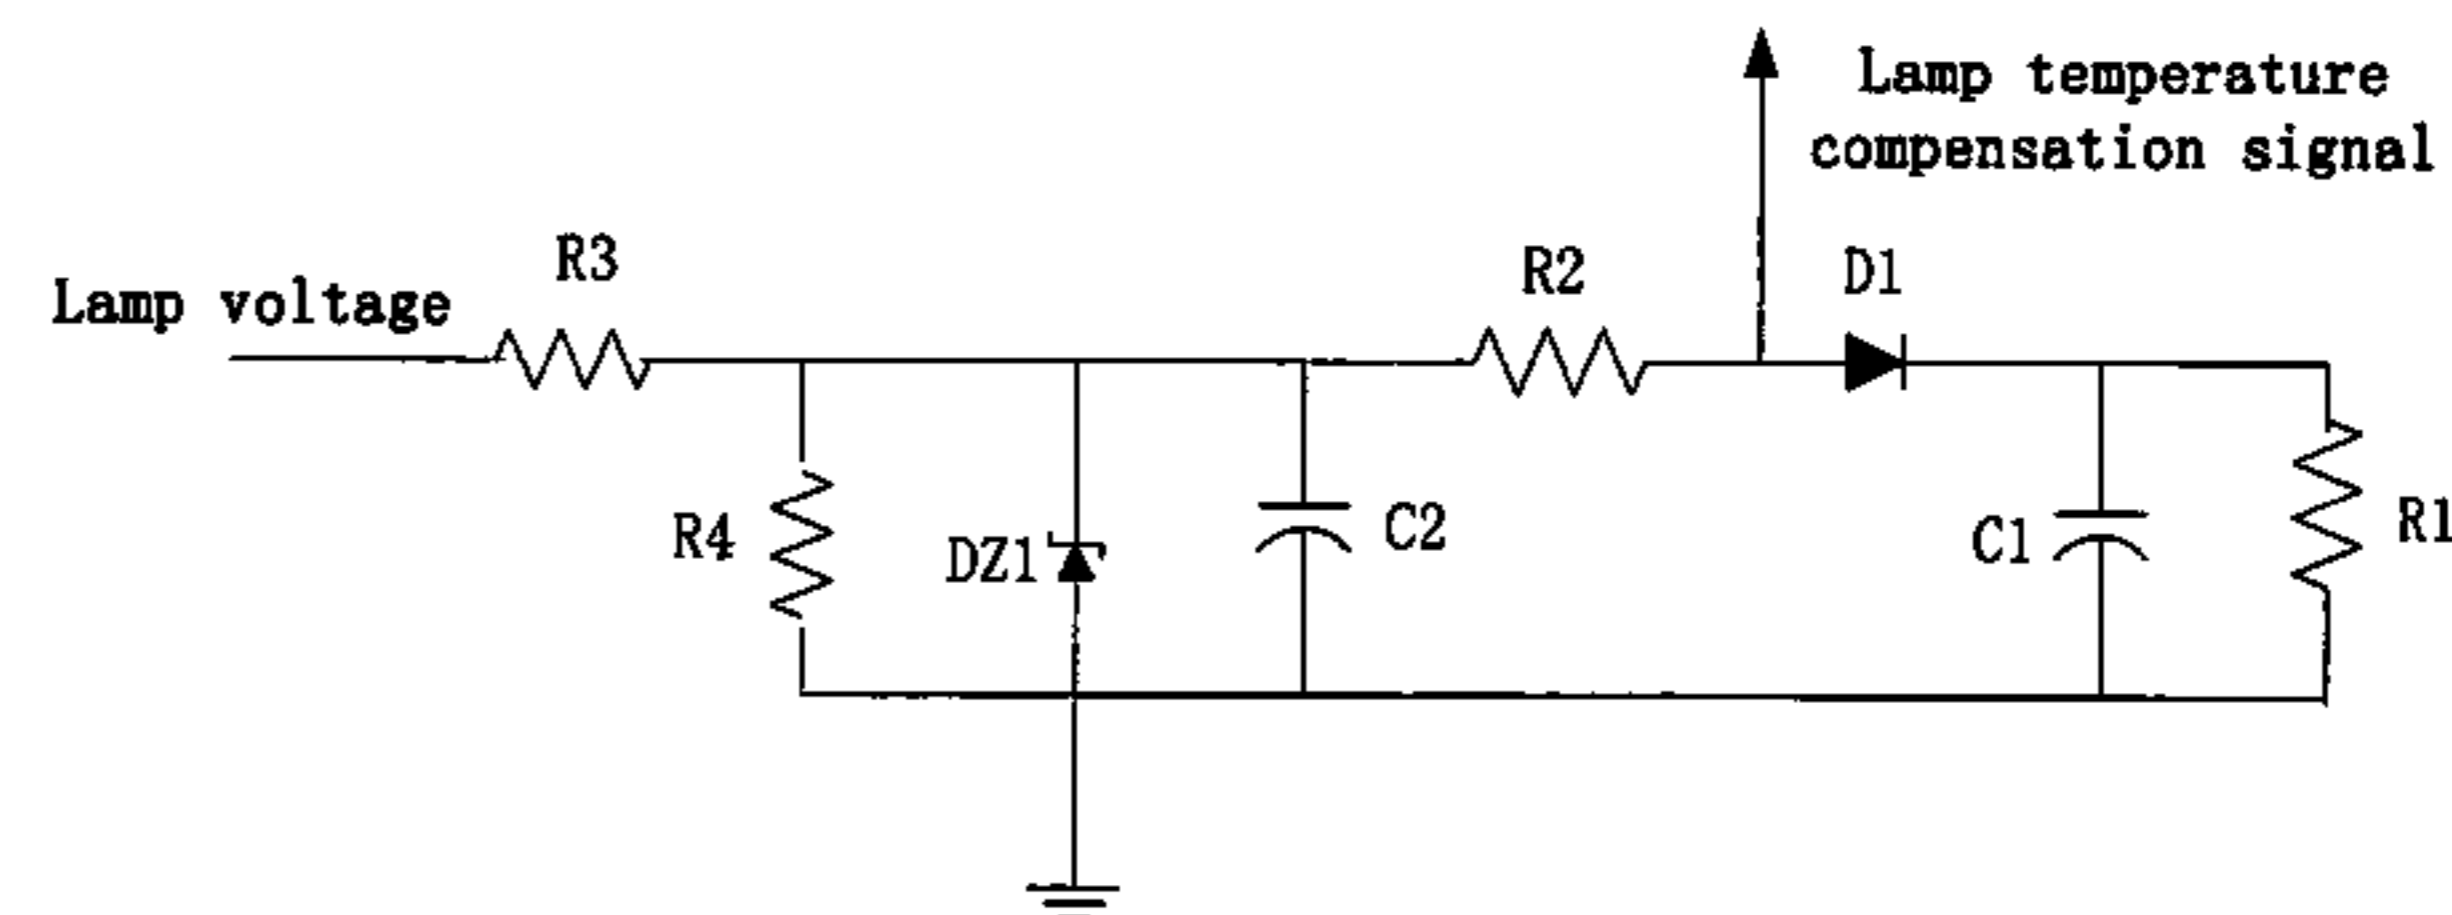 Lamp temperature
compensation signal
R3
R2
D1
Lamp voltage
R4
DZ1
C2
C1
R1